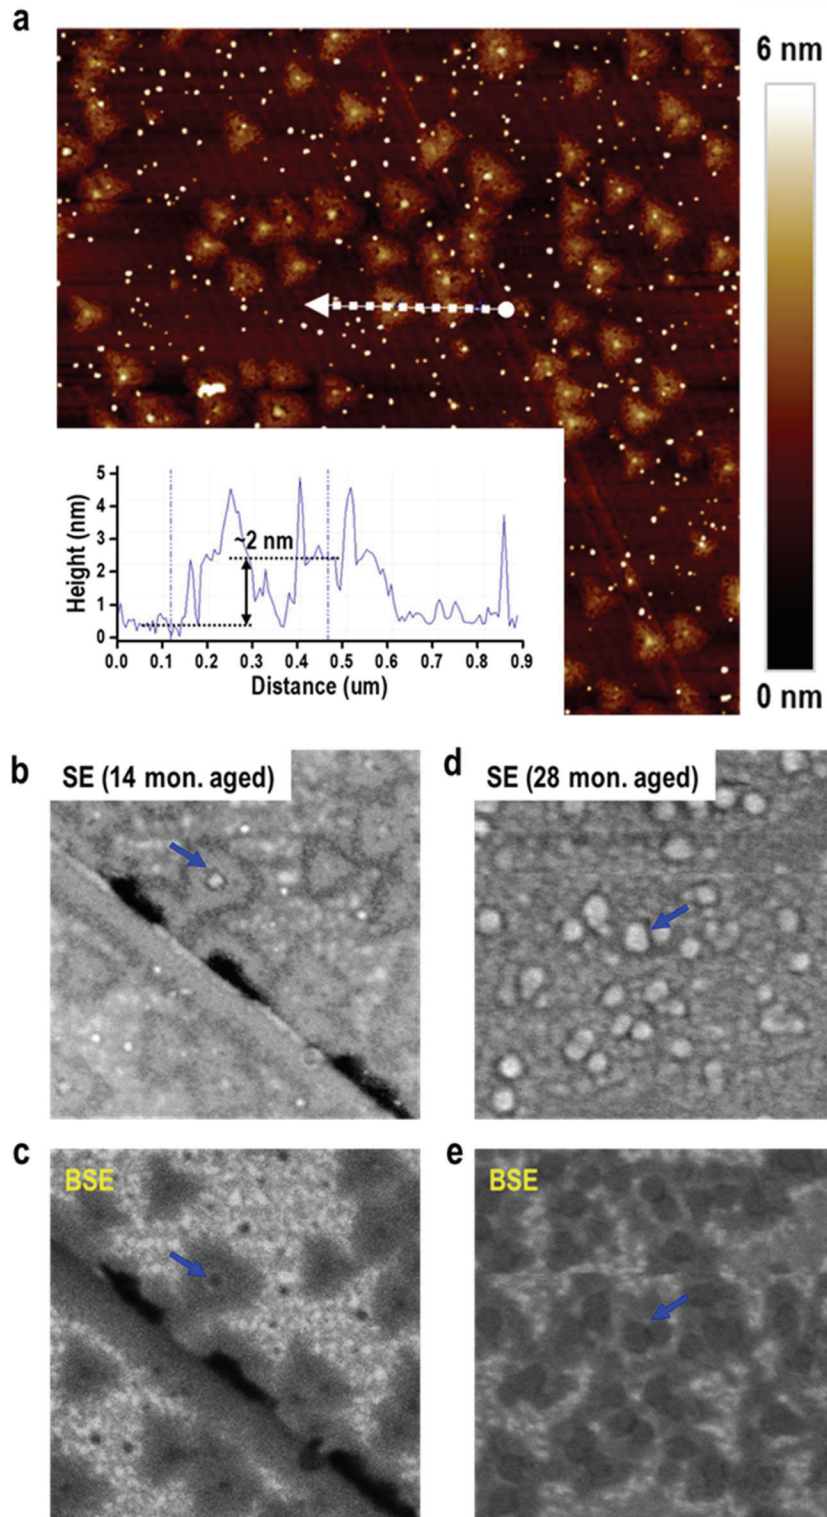 a
6 nm
0 nm
5
4
3
2
1
0
Height (nm)
~2 nm
0.0 0.1 0.2 0.3 0.4 0.5 0.6 0.7 0.8 0.9
Distance (um)
b
SE (14 mon. aged)
d
SE (28 mon. aged)
c
BSE
e
BSE